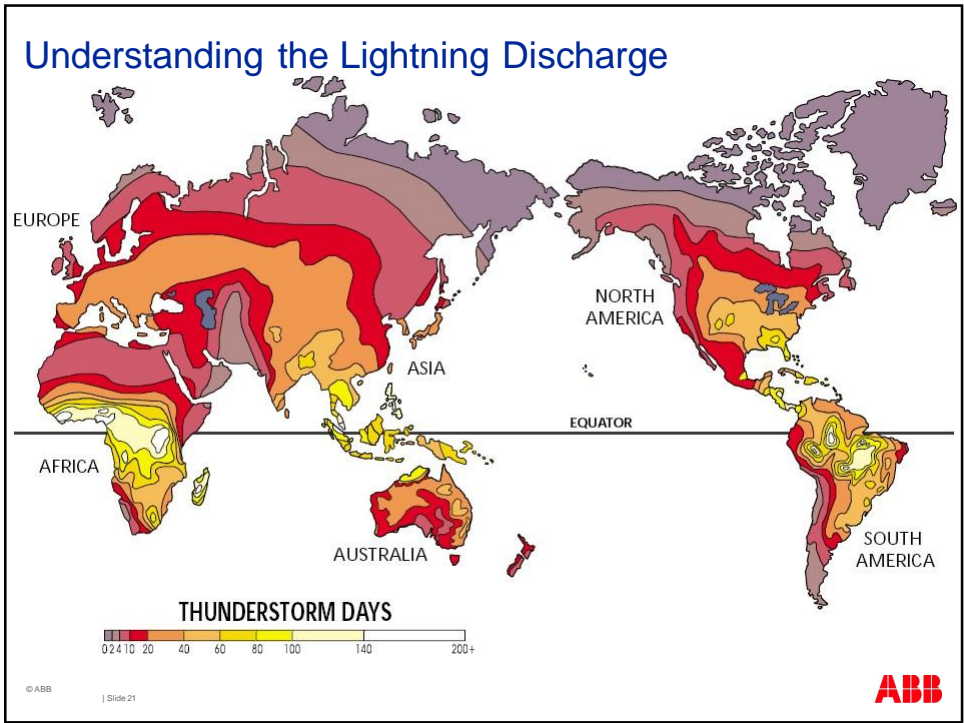 Understanding the Lightning Discharge
EUROPE
NORTH
AMERICA
ASIA
EQUATOR
AFRICA
AUSTRALIA
SOUTH
AMERICA
THUNDERSTORM DAYS
0 2 4 10 20 40 60 80 100 140 200+
© ABB
| Slide 21
ABB